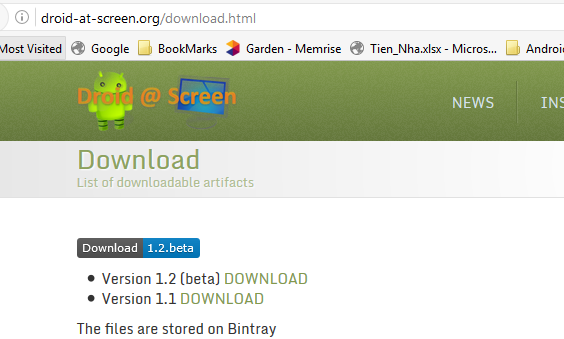 droid-at-screen.org/download.html
Most Visited Google BookMarks Garden - Memrise Tien_Nha.xlsx - Micros... Android
Droid @ Screen
NEWS INS
Download
List of downloadable artifacts
Download 1.2.beta
Version 1.2 (beta) DOWNLOAD
Version 1.1 DOWNLOAD
The files are stored on Bintray